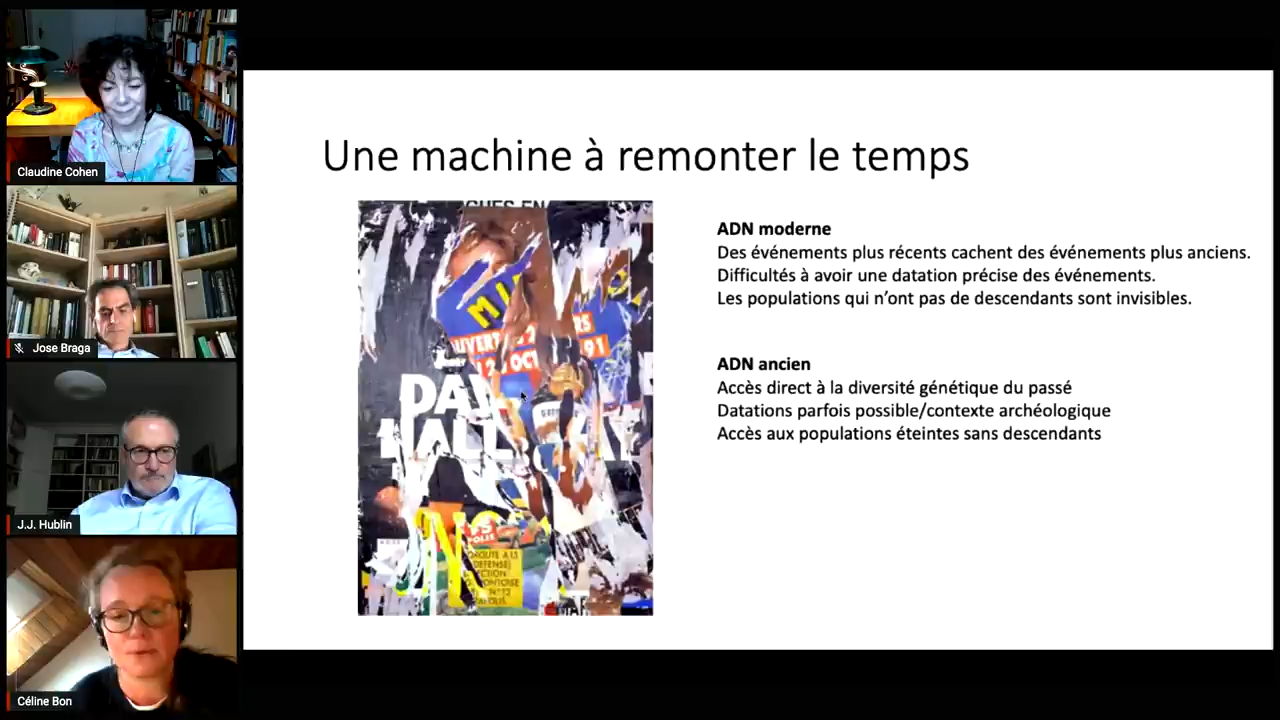 Claudine Cohen
Jose Braga
J.J. Hublin
Céline Bon
Une machine à remonter le temps
ADN moderne
Des événements plus récents cachent des événements plus anciens.
Difficultés à avoir une datation précise des événements.
Les populations qui n'ont pas de descendants sont invisibles.
ADN ancien
Accès direct à la diversité génétique du passé
Datations parfois possible/contexte archéologique
Accès aux populations éteintes sans descendants